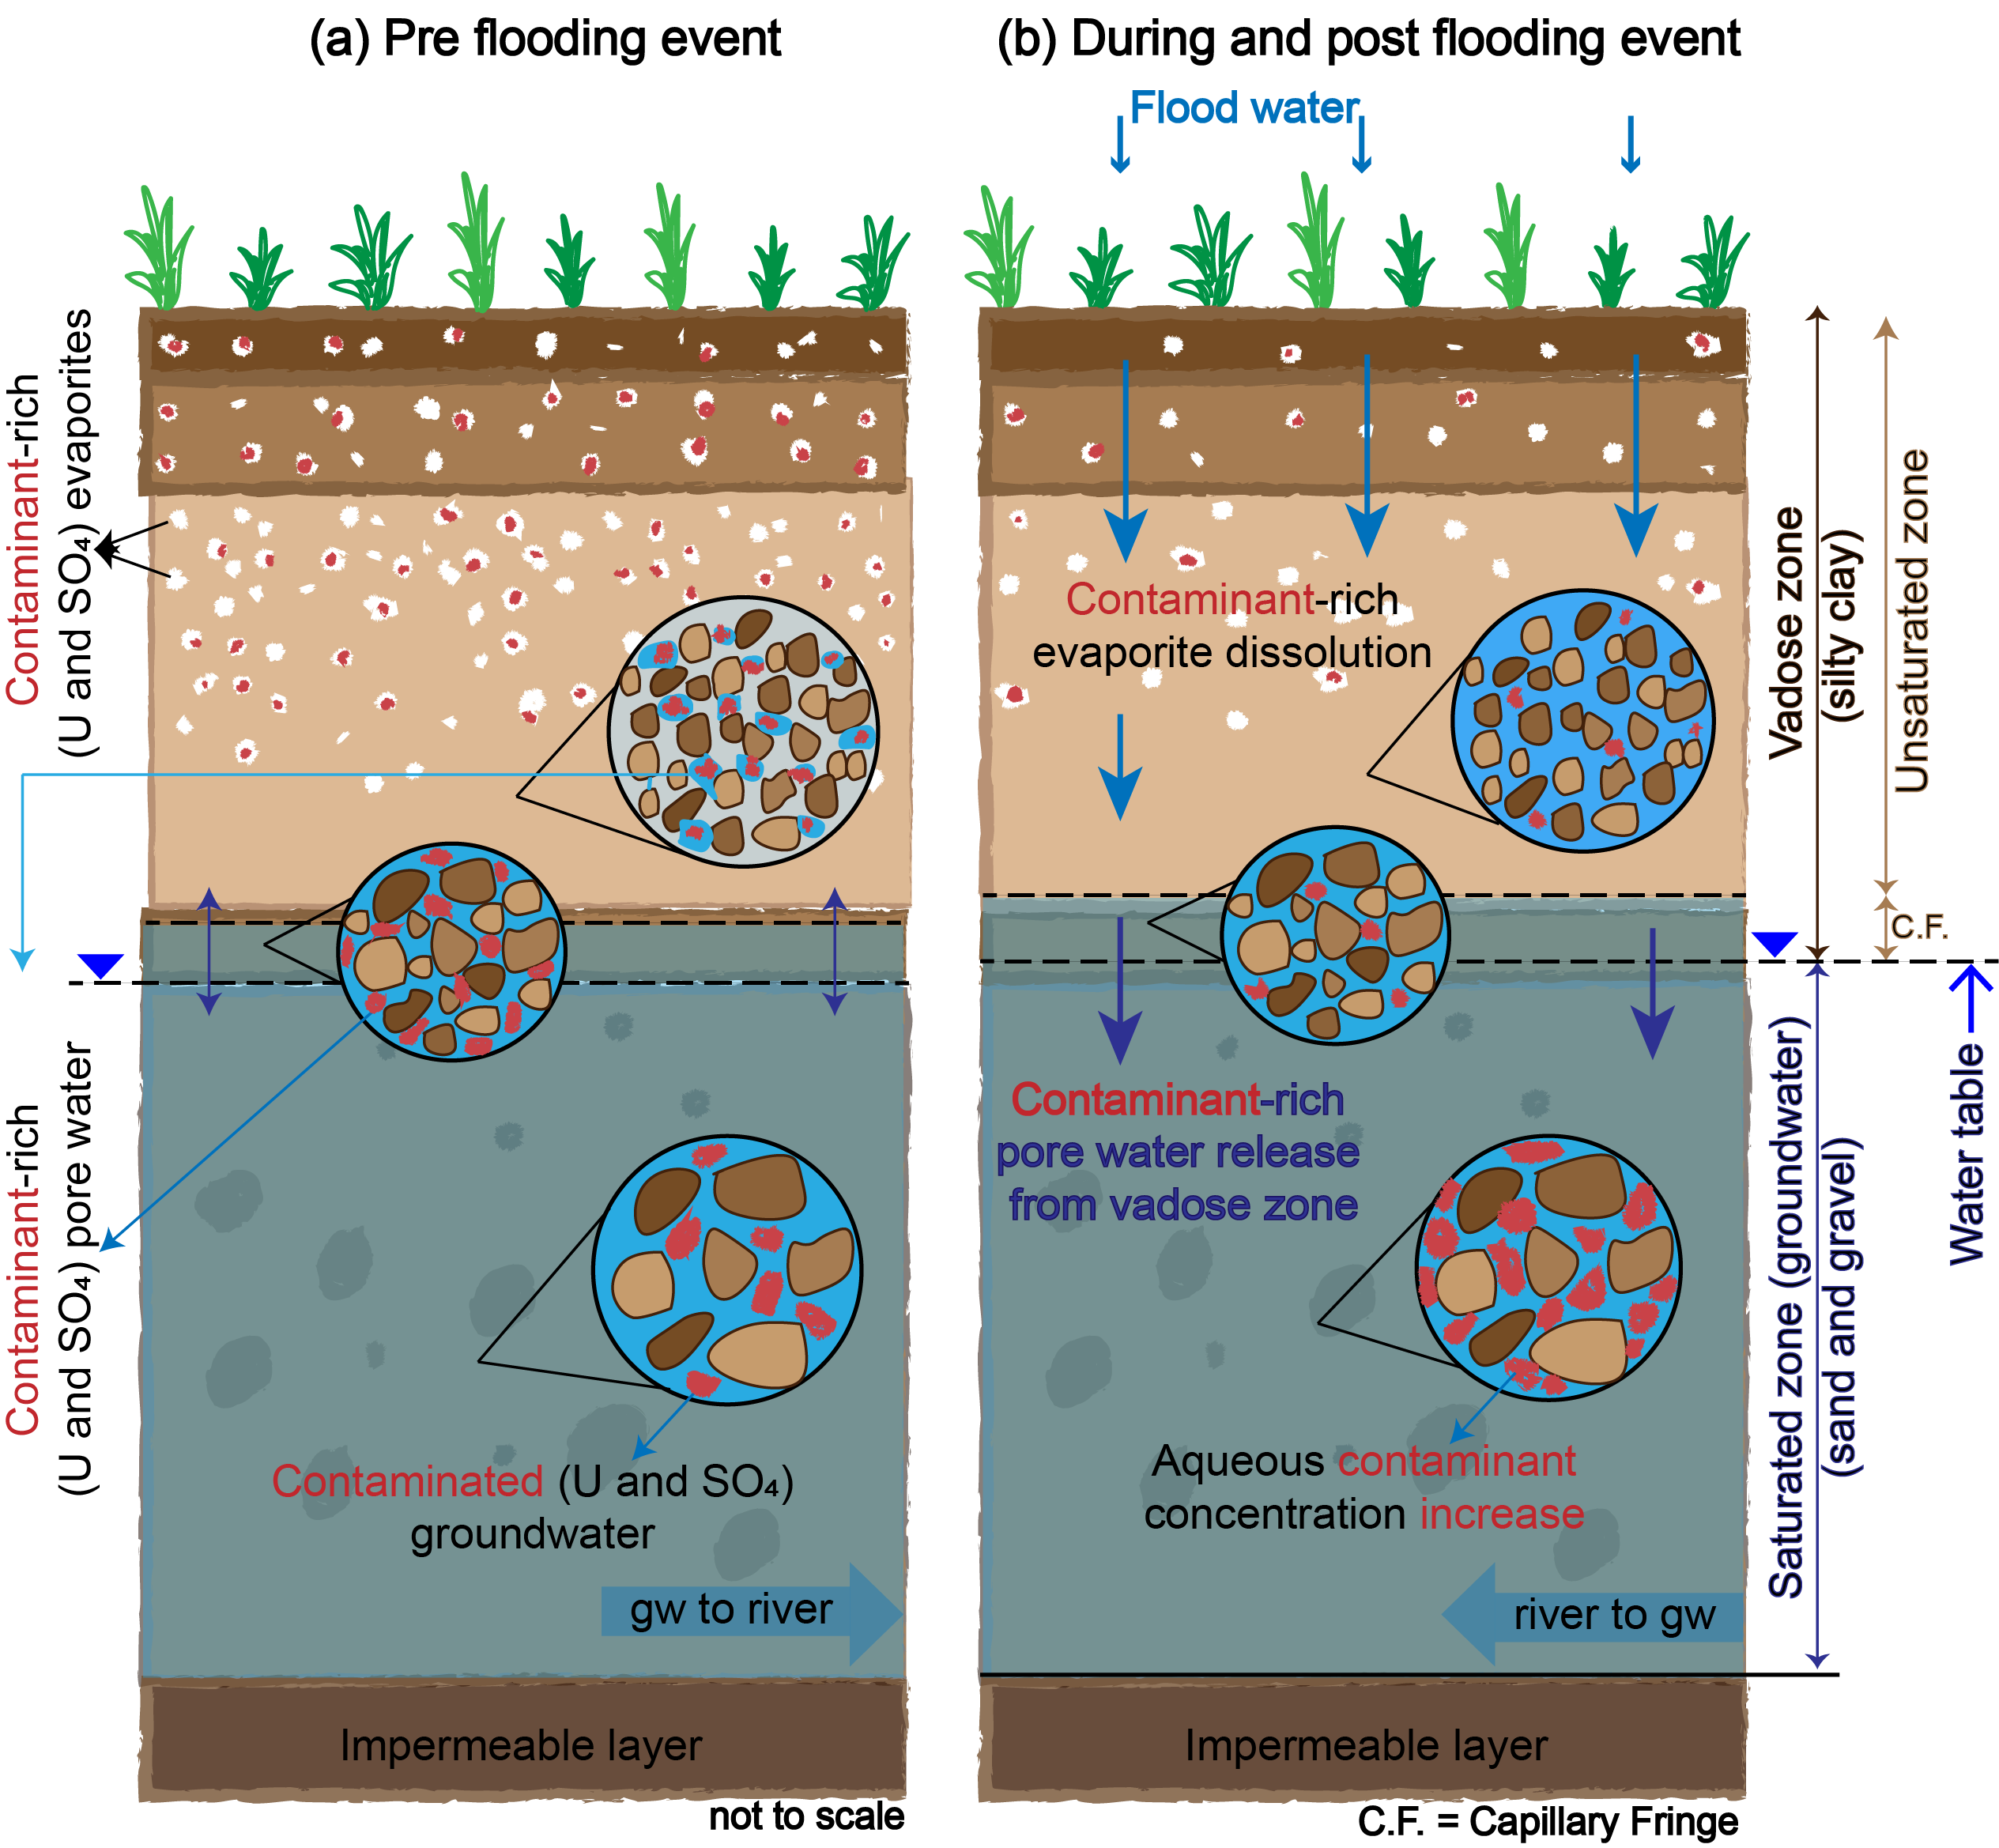 (a) Pre flooding event
(b) During and post flooding event
Flood water
Contaminant-rich
(U and SO₄) evaporites
Contaminant-rich
(U and SO₄) pore water
Contaminated (U and SO₄)
groundwater
gw to river
Impermeable layer
not to scale
Contaminant-rich
evaporite dissolution
Contaminant-rich
pore water release
from vadose zone
Aqueous contaminant
concentration increase
river to gw
Impermeable layer
C.F. = Capillary Fringe
Vadose zone
(silty clay)
Unsaturated zone
C.F.
Saturated zone (groundwater)
(sand and gravel)
Water table